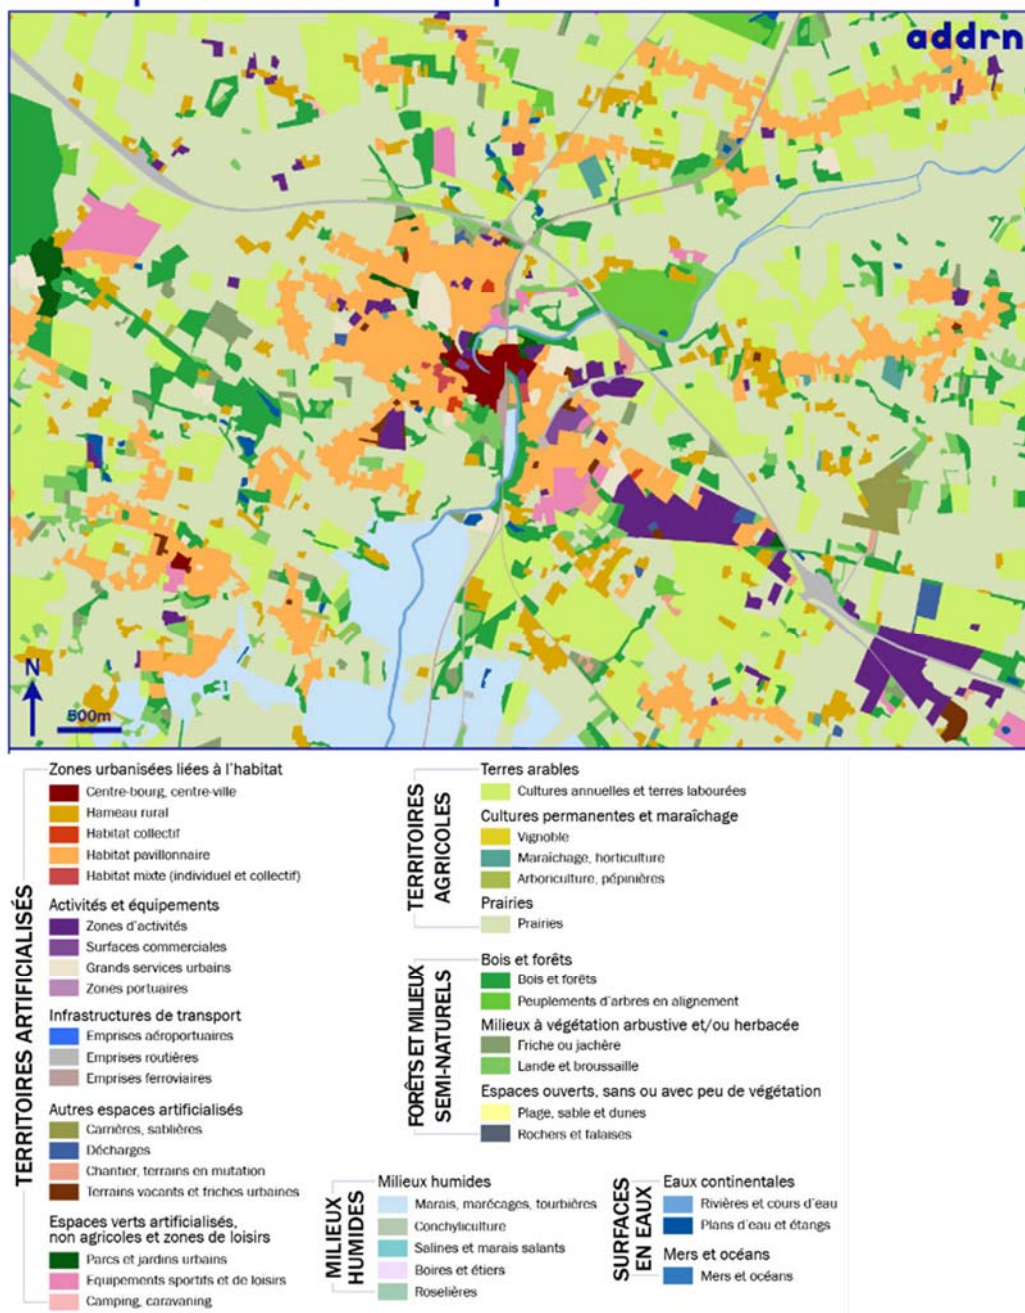 addrn
N
500m
Zones urbanisées liées à l'habitat
Centre-bourg, centre-ville
Hameau rural
Habitat collectif
Habitat pavillonnaire
Habitat mixte (individuel et collectif)
Activités et équipements
Zones d'activités
Surfaces commerciales
Grands services urbains
Zones portuaires
Infrastructures de transport
Emprises aéroportuaires
Emprises routières
Emprises ferroviaires
Autres espaces artificialisés
Carrières, sablières
Décharges
Chantier, terrains en mutation
Terrains vacants et friches urbaines
Espaces verts artificialisés,
non agricoles et zones de loisirs
Parcs et jardins urbains
Equipements sportifs et de loisirs
Camping, caravaning
TERRITOIRES ARTIFICIALISÉS
TERRITOIRES
AGRICOLES
Terres arables
Cultures annuelles et terres labourées
Cultures permanentes et maraîchage
Vignoble
Maraîchage, horticulture
Arboriculture, pépinières
Prairies
Prairies
FORÊTS ET MILIEUX
SEMI-NATURELS
Bois et forêts
Bois et forêts
Peuplements d'arbres en alignement
Milieux à végétation arbustive et/ou herbacée
Friche ou jachère
Lande et broussaille
Espaces ouverts, sans ou avec peu de végétation
Plage, sable et dunes
Rochers et falaises
MILIEUX
HUMIDES
Milieux humides
Marais, marécages, tourbières
Conchyliculture
Salines et marais salants
Boires et étiers
Roselières
SURFACES
EN EAUX
Eaux continentales
Rivières et cours d'eau
Plans d'eau et étangs
Mers et océans
Mers et océans